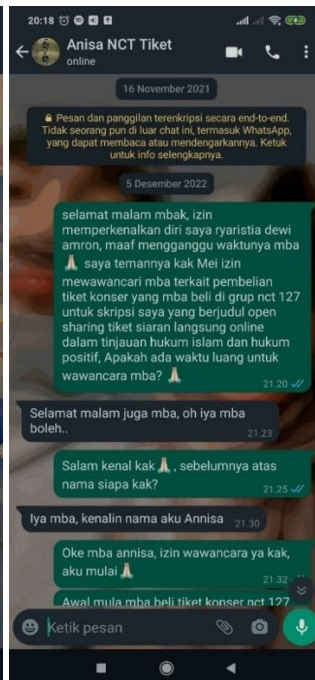 20:18
Anisa NCT Tiket
online
16 November 2021
Pesan dan panggilan terenkripsi secara end-to-end.
Tidak seorang pun di luar chat ini, termasuk WhatsApp,
yang dapat membaca atau mendengarkannya. Ketuk
untuk info selengkapnya.
5 Desember 2022
selamat malam mbak, izin
memperkenalkan diri saya ryaristia dewi
amron, maaf mengganggu waktunya mba
🙏 saya temannya kak Mei izin
mewawancari mba terkait pembelian
tiket konser yang mba beli di grup nct 127
untuk skripsi saya yang berjudul open
sharing tiket siaran langsung online
dalam tinjauan hukum islam dan hukum
positif, Apakah ada waktu luang untuk
wawancara mba? 🙏
21.20
Selamat malam juga mba, oh iya mba
boleh..
21.23
Salam kenal kak🙏, sebelumnya atas
nama siapa kak?
21.25
Iya mba, kenalin nama aku Annisa
21.30
Oke mba annisa, izin wawancara ya kak,
aku mulai 🙏
21.32
Awal mula mba beli tiket konser nct 127
Ketik pesan